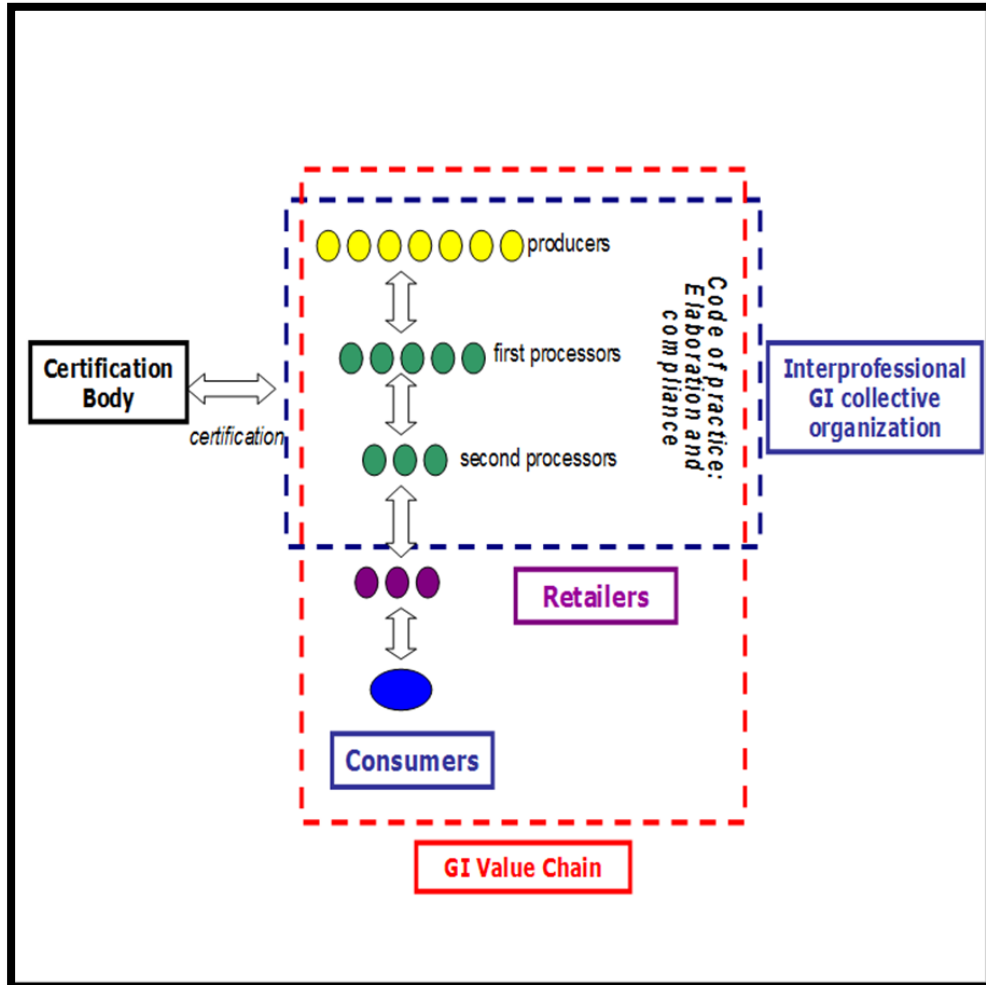 producers
Code of practice:
Elaboration and
compliance
first processors
Certification
Body
certification
Interprofessional
GI collective
organization
second processors
Retailers
Consumers
GI Value Chain